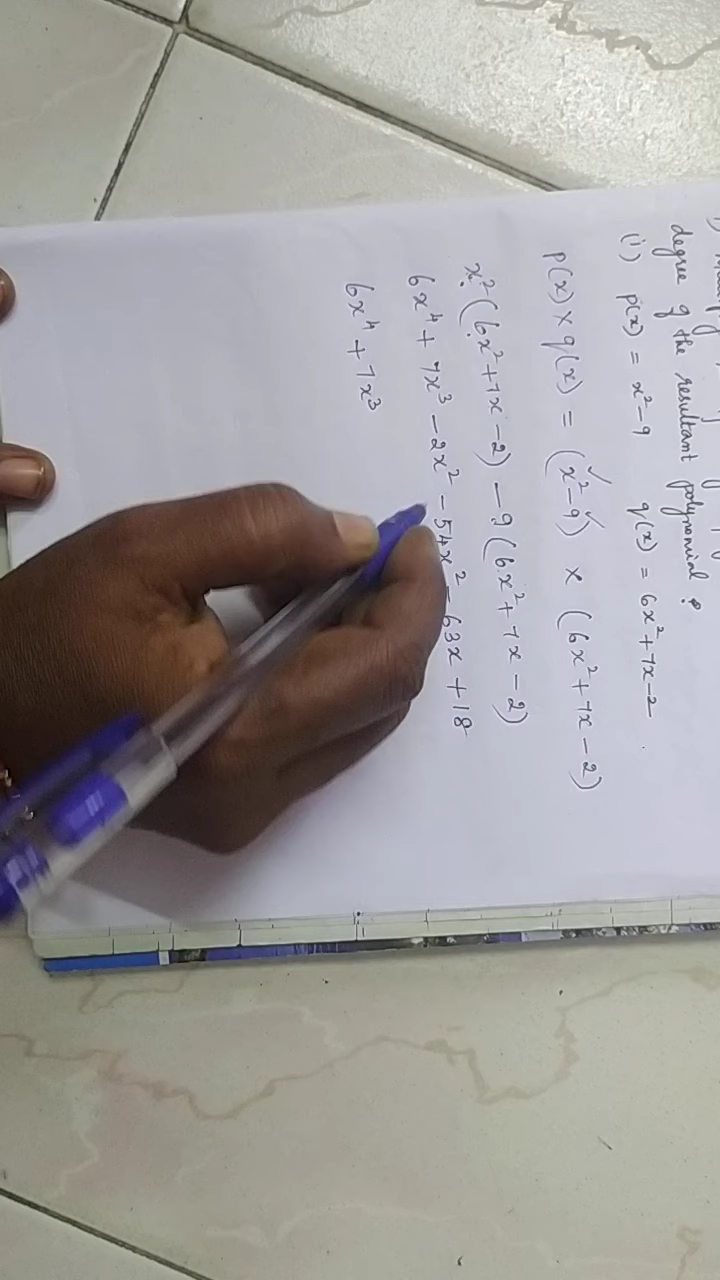 degree of the resultant polynomial ?
(i) p(x) = x² - 9 q(x) = 6x² + 7x - 2 .
p(x) × q(x) = (x² - 9) × (6x² + 7x - 2)
x² (6x² + 7x - 2) - 9 (6x² + 7x - 2)
6x⁴ + 7x³ - 2x² - 54x² - 63x + 18
6x⁴ + 7x³